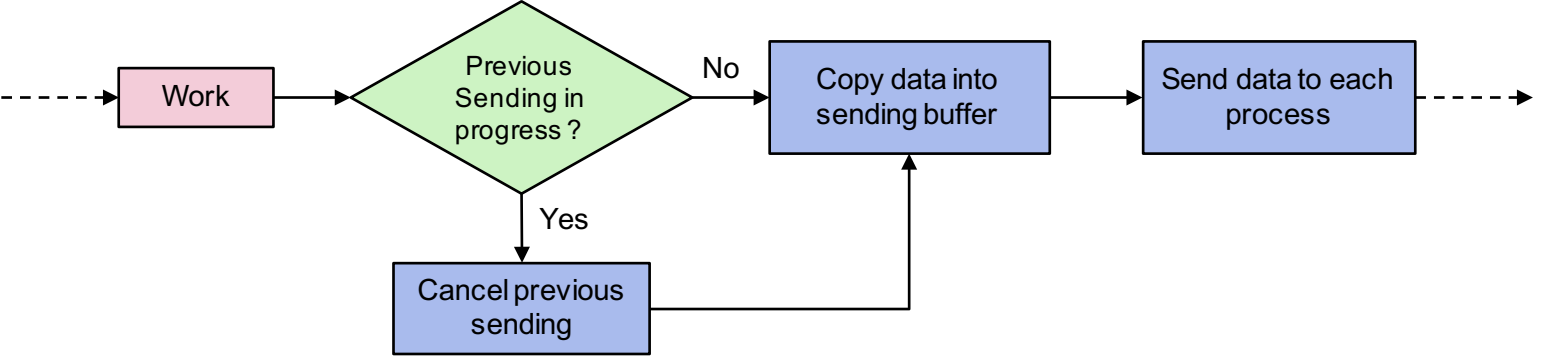 Work
Previous
Sending in
progress ?
No
Copy data into
sending buffer
Send data to each
process
Yes
Cancel previous
sending